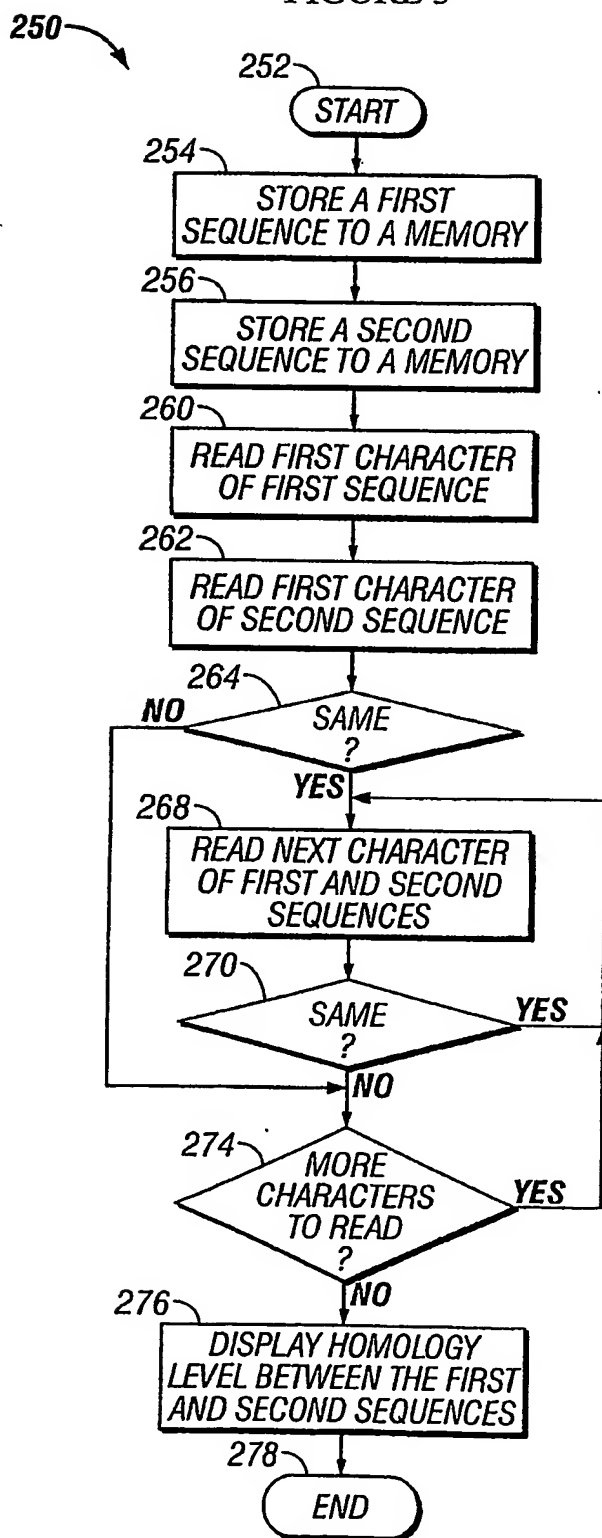 250
252
START
254
STORE A FIRST
SEQUENCE TO A MEMORY
256
STORE A SECOND
SEQUENCE TO A MEMORY
260
READ FIRST CHARACTER
OF FIRST SEQUENCE
262
READ FIRST CHARACTER
OF SECOND SEQUENCE
264
NO
SAME
?
YES
268
READ NEXT CHARACTER
OF FIRST AND SECOND
SEQUENCES
270
SAME
?
YES
NO
274
MORE
CHARACTERS
TO READ
?
YES
NO
276
DISPLAY HOMOLOGY
LEVEL BETWEEN THE FIRST
AND SECOND SEQUENCES
278
END